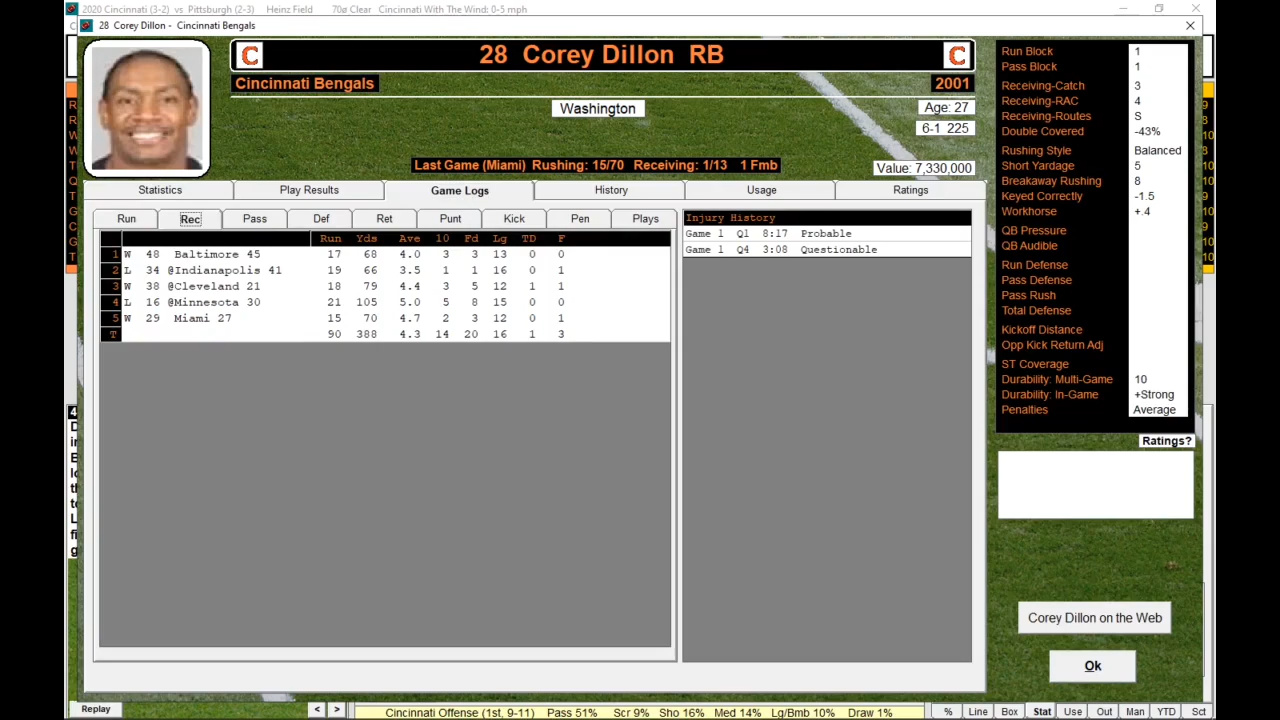 2020 Cincinnati (3-2) vs Pittsburgh (2-3) Heinz Field 70ø Clear Cincinnati With The Wind: 0-5 mph
28 Corey Dillon - Cincinnati Bengals
C 28 Corey Dillon RB C
Cincinnati Bengals 2001
Washington
Age: 27
6-1 225
Last Game (Miami) Rushing: 15/70 Receiving: 1/13 1 Fmb
Value: 7,330,000
Statistics Play Results Game Logs History Usage Ratings
Run Rec Pass Def Ret Punt Kick Pen Plays
Run Yds Ave 10 Fd Lg TD F
1 W 48 Baltimore 45 17 68 4.0 3 3 13 0 0
2 L 34 @Indianapolis 41 19 66 3.5 1 1 16 0 1
3 W 38 @Cleveland 21 18 79 4.4 3 5 12 1 1
4 L 16 @Minnesota 30 21 105 5.0 5 8 15 0 0
5 W 29 Miami 27 15 70 4.7 2 3 12 0 1
T 90 388 4.3 14 20 16 1 3
Injury History
Game 1 Q1 8:17 Probable
Game 1 Q4 3:08 Questionable
Run Block 1
Pass Block 1
Receiving-Catch 3
Receiving-RAC 4
Receiving-Routes S
Double Covered -43%
Rushing Style Balanced
Short Yardage 5
Breakaway Rushing 8
Keyed Correctly -1.5
Workhorse +.4
QB Pressure
QB Audible
Run Defense
Pass Defense
Pass Rush
Total Defense
Kickoff Distance
Opp Kick Return Adj
ST Coverage
Durability: Multi-Game 10
Durability: In-Game +Strong
Penalties Average
Ratings?
Corey Dillon on the Web
Ok
Replay < > Cincinnati Offense (1st, 9-11) Pass 51% Scr 9% Sho 16% Med 14% Lg/Bmb 10% Draw 1% % Line Box Stat Use Out Man YTD Scl